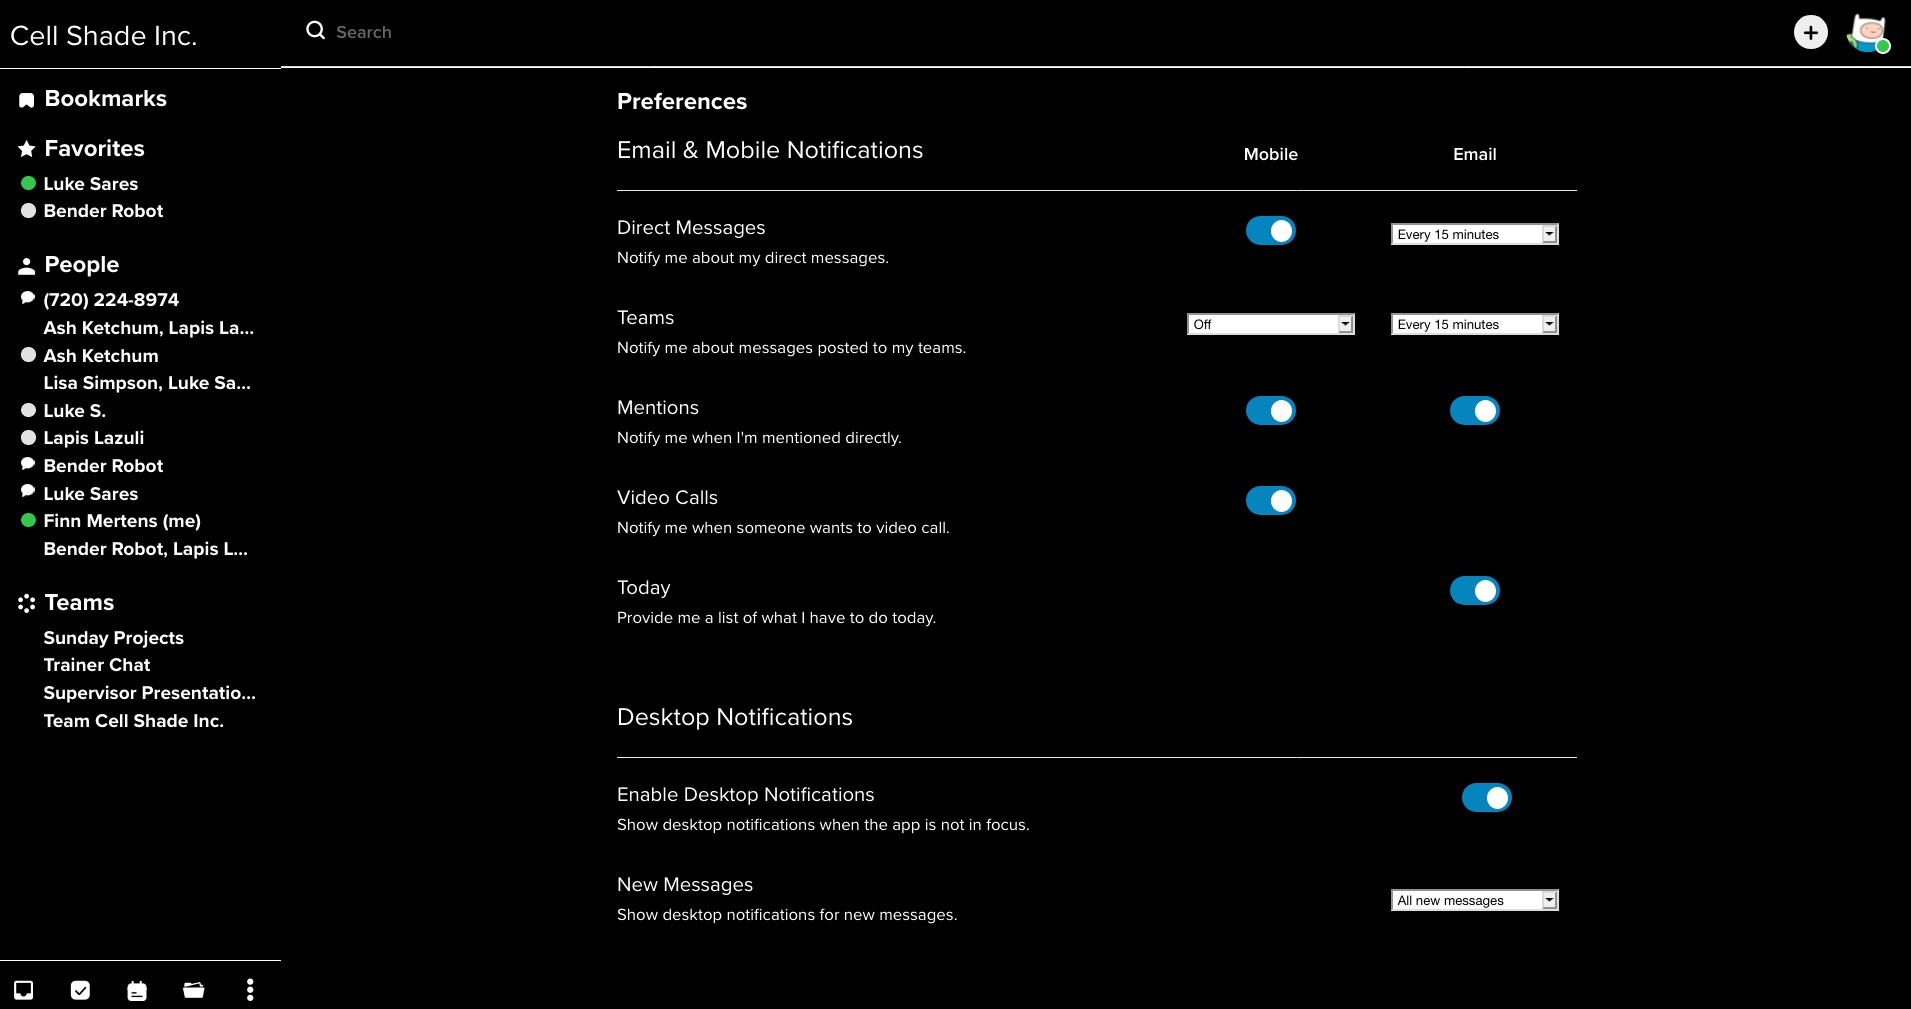 Cell Shade Inc.
Search
Bookmarks
Favorites
Luke Sares
Bender Robot
People
(720) 224-8974
Ash Ketchum, Lapis La...
Ash Ketchum
Lisa Simpson, Luke Sa...
Luke S.
Lapis Lazuli
Bender Robot
Luke Sares
Finn Mertens (me)
Bender Robot, Lapis L...
Teams
Sunday Projects
Trainer Chat
Supervisor Presentatio...
Team Cell Shade Inc.
Preferences
Email & Mobile Notifications Mobile Email
Direct Messages Every 15 minutes
Notify me about my direct messages.
Teams Off Every 15 minutes
Notify me about messages posted to my teams.
Mentions
Notify me when I'm mentioned directly.
Video Calls
Notify me when someone wants to video call.
Today
Provide me a list of what I have to do today.
Desktop Notifications
Enable Desktop Notifications
Show desktop notifications when the app is not in focus.
New Messages All new messages
Show desktop notifications for new messages.